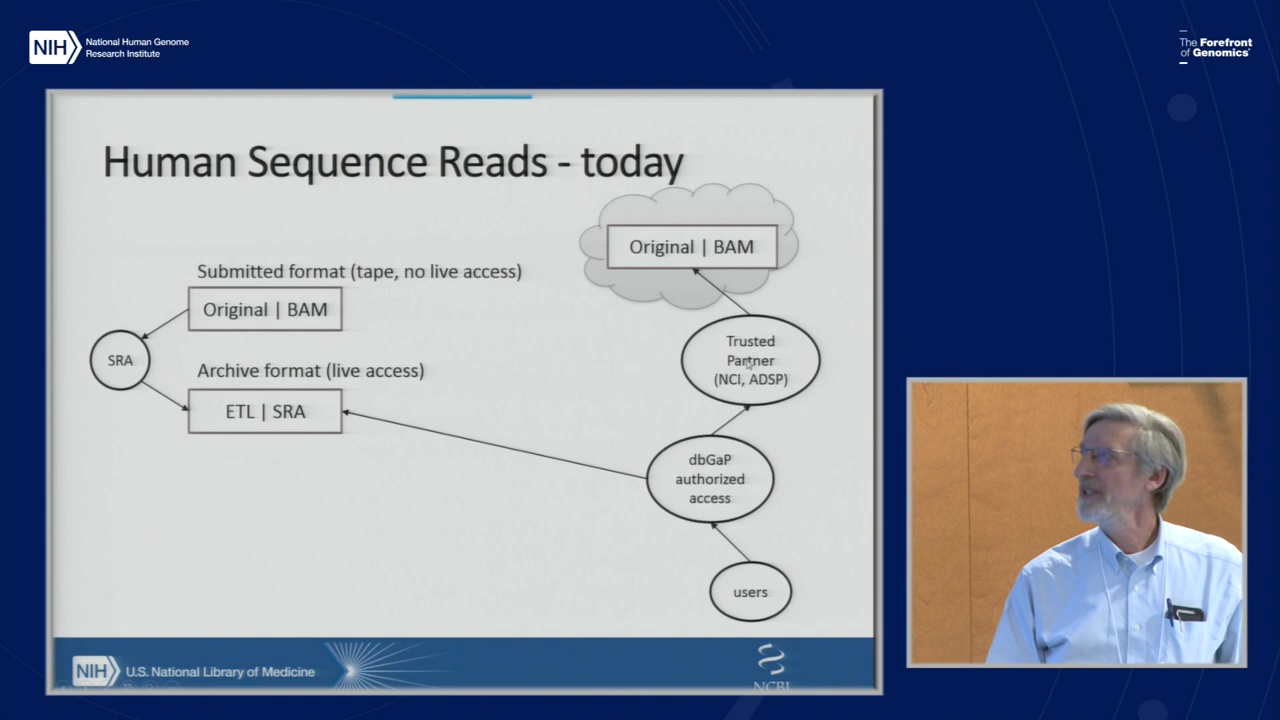 NIH
National Human Genome
Research Institute
The Forefront
of Genomics
Human Sequence Reads - today
Original | BAM
Submitted format (tape, no live access)
Original | BAM
SRA
Archive format (live access)
ETL | SRA
Trusted
Partner
(NCI, ADSP)
dbGaP
authorized
access
users
NIH
U.S. National Library of Medicine
NCBI